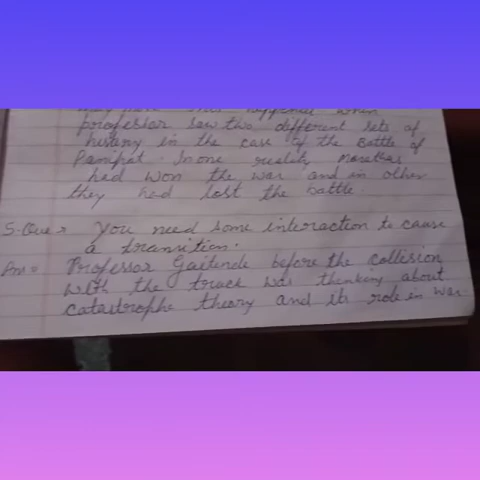 happened when
professor saw two different sets of
history in the case of the Battle of
Panipat. In one reality Marathas
had won the war and in other
they had lost the battle.
5. Que > You need some interaction to cause
a transition.
Ans = Professor Gaitende before the collision
with the truck was thinking about
catastrophe theory and its role in war.